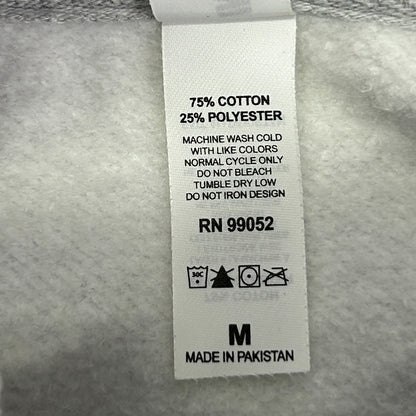 75% COTTON
25% POLYESTER
MACHINE WASH COLD
WITH LIKE COLORS
NORMAL CYCLE ONLY
DO NOT BLEACH
TUMBLE DRY LOW
DO NOT IRON DESIGN
RN 99052
30C
M
MADE IN PAKISTAN